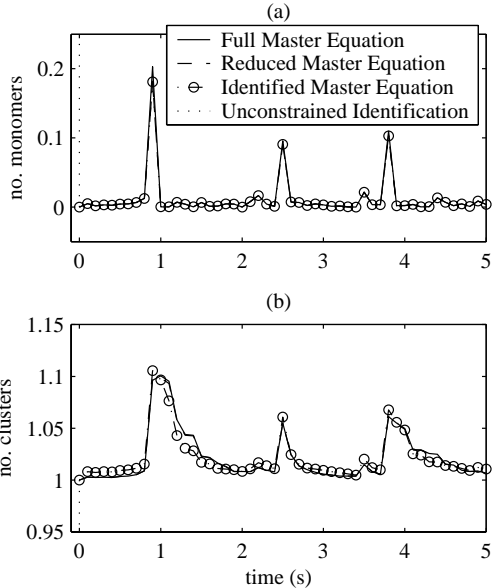 (a)
Full Master Equation
Reduced Master Equation
Identified Master Equation
Unconstrained Identification
no. monomers
0.2
0.1
0
0 1 2 3 4 5
(b)
no. clusters
1.15
1.1
1.05
1
0.95
0 1 2 3 4 5
time (s)